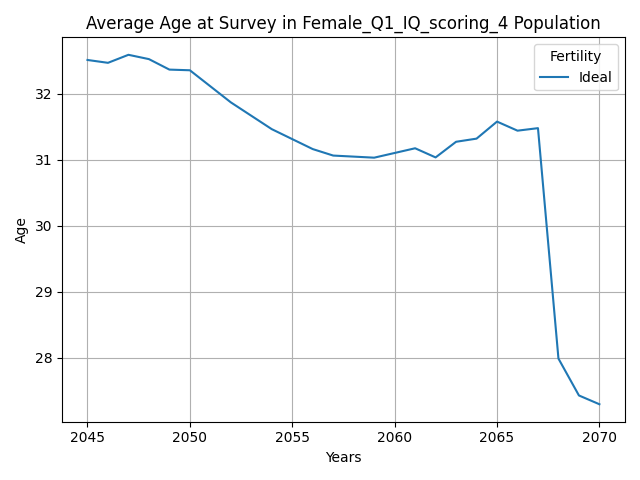 Average Age at Survey in Female_Q1_IQ_scoring_4 Population
Fertility
Ideal
32
31
30
29
28
Age
2045 2050 2055 2060 2065 2070
Years